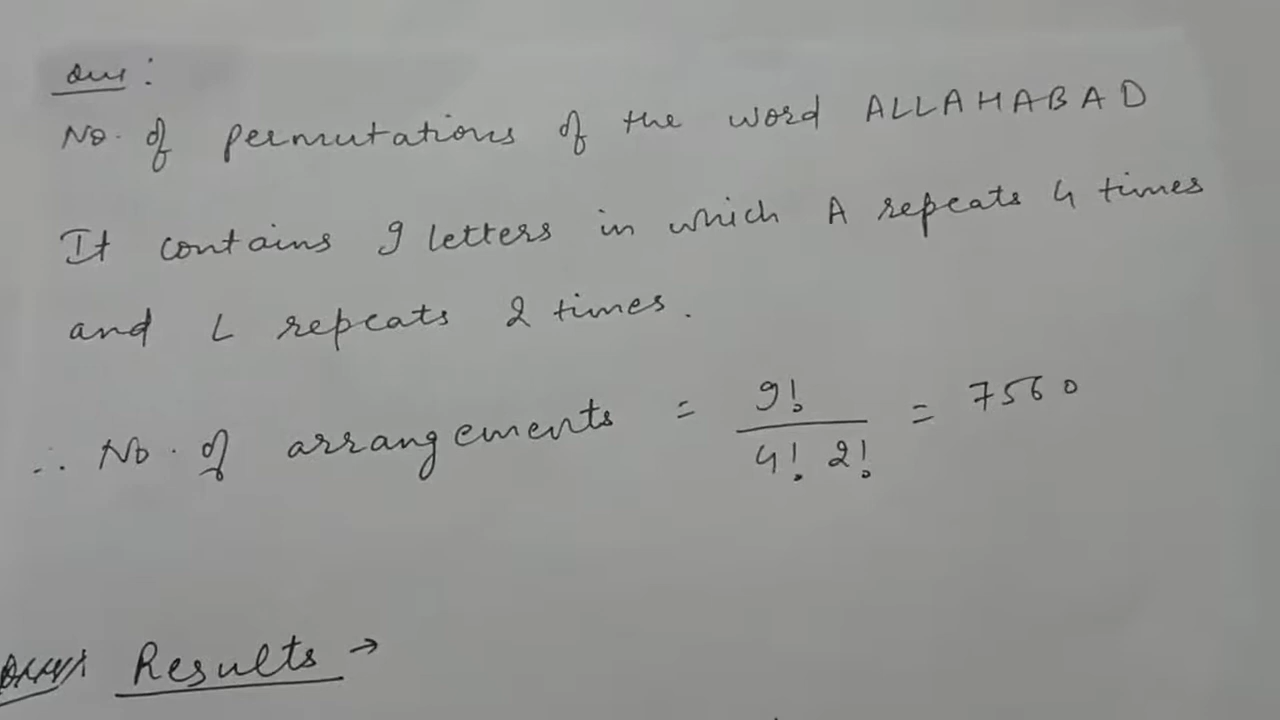 Ans:
No. of permutations of the word ALLAHABAD
It contains 9 letters in which A repeats 4 times
and L repeats 2 times.
∴ No. of arrangements = 9! / 4! 2! = 7560
Results →